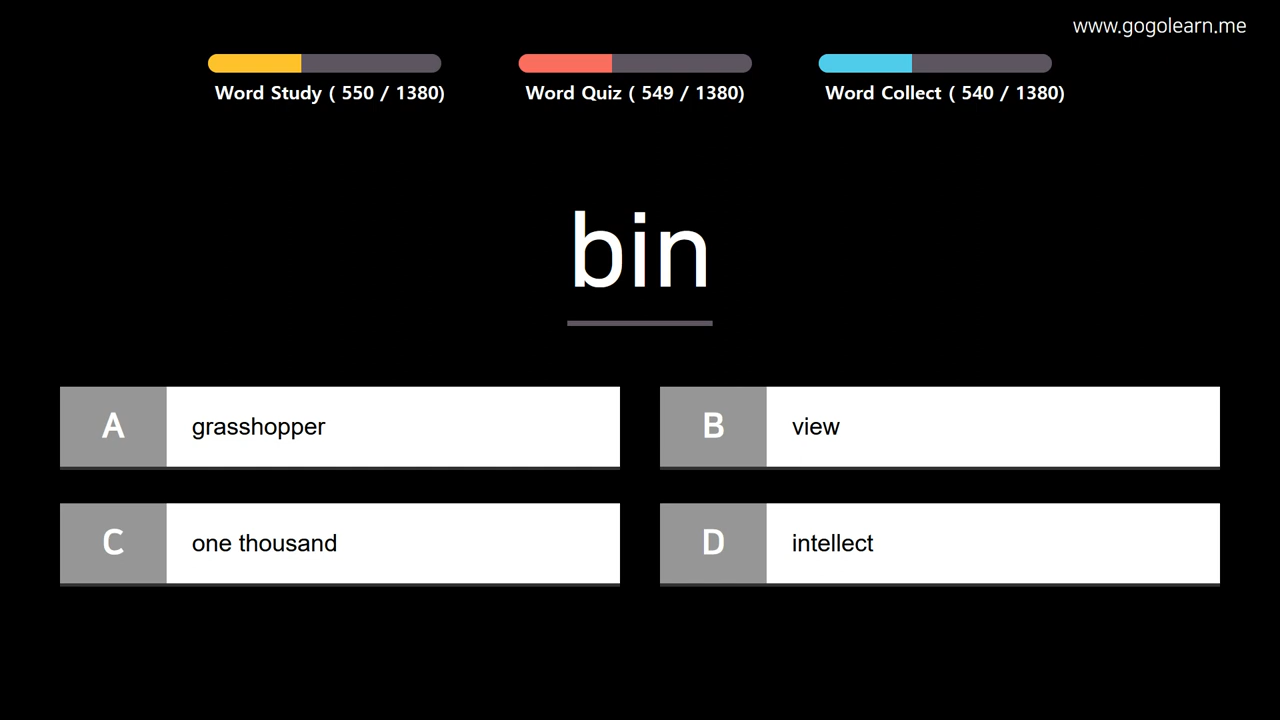 www.gogolearn.me
Word Study ( 550 / 1380)
Word Quiz ( 549 / 1380)
Word Collect ( 540 / 1380)
bin
A grasshopper
B view
C one thousand
D intellect